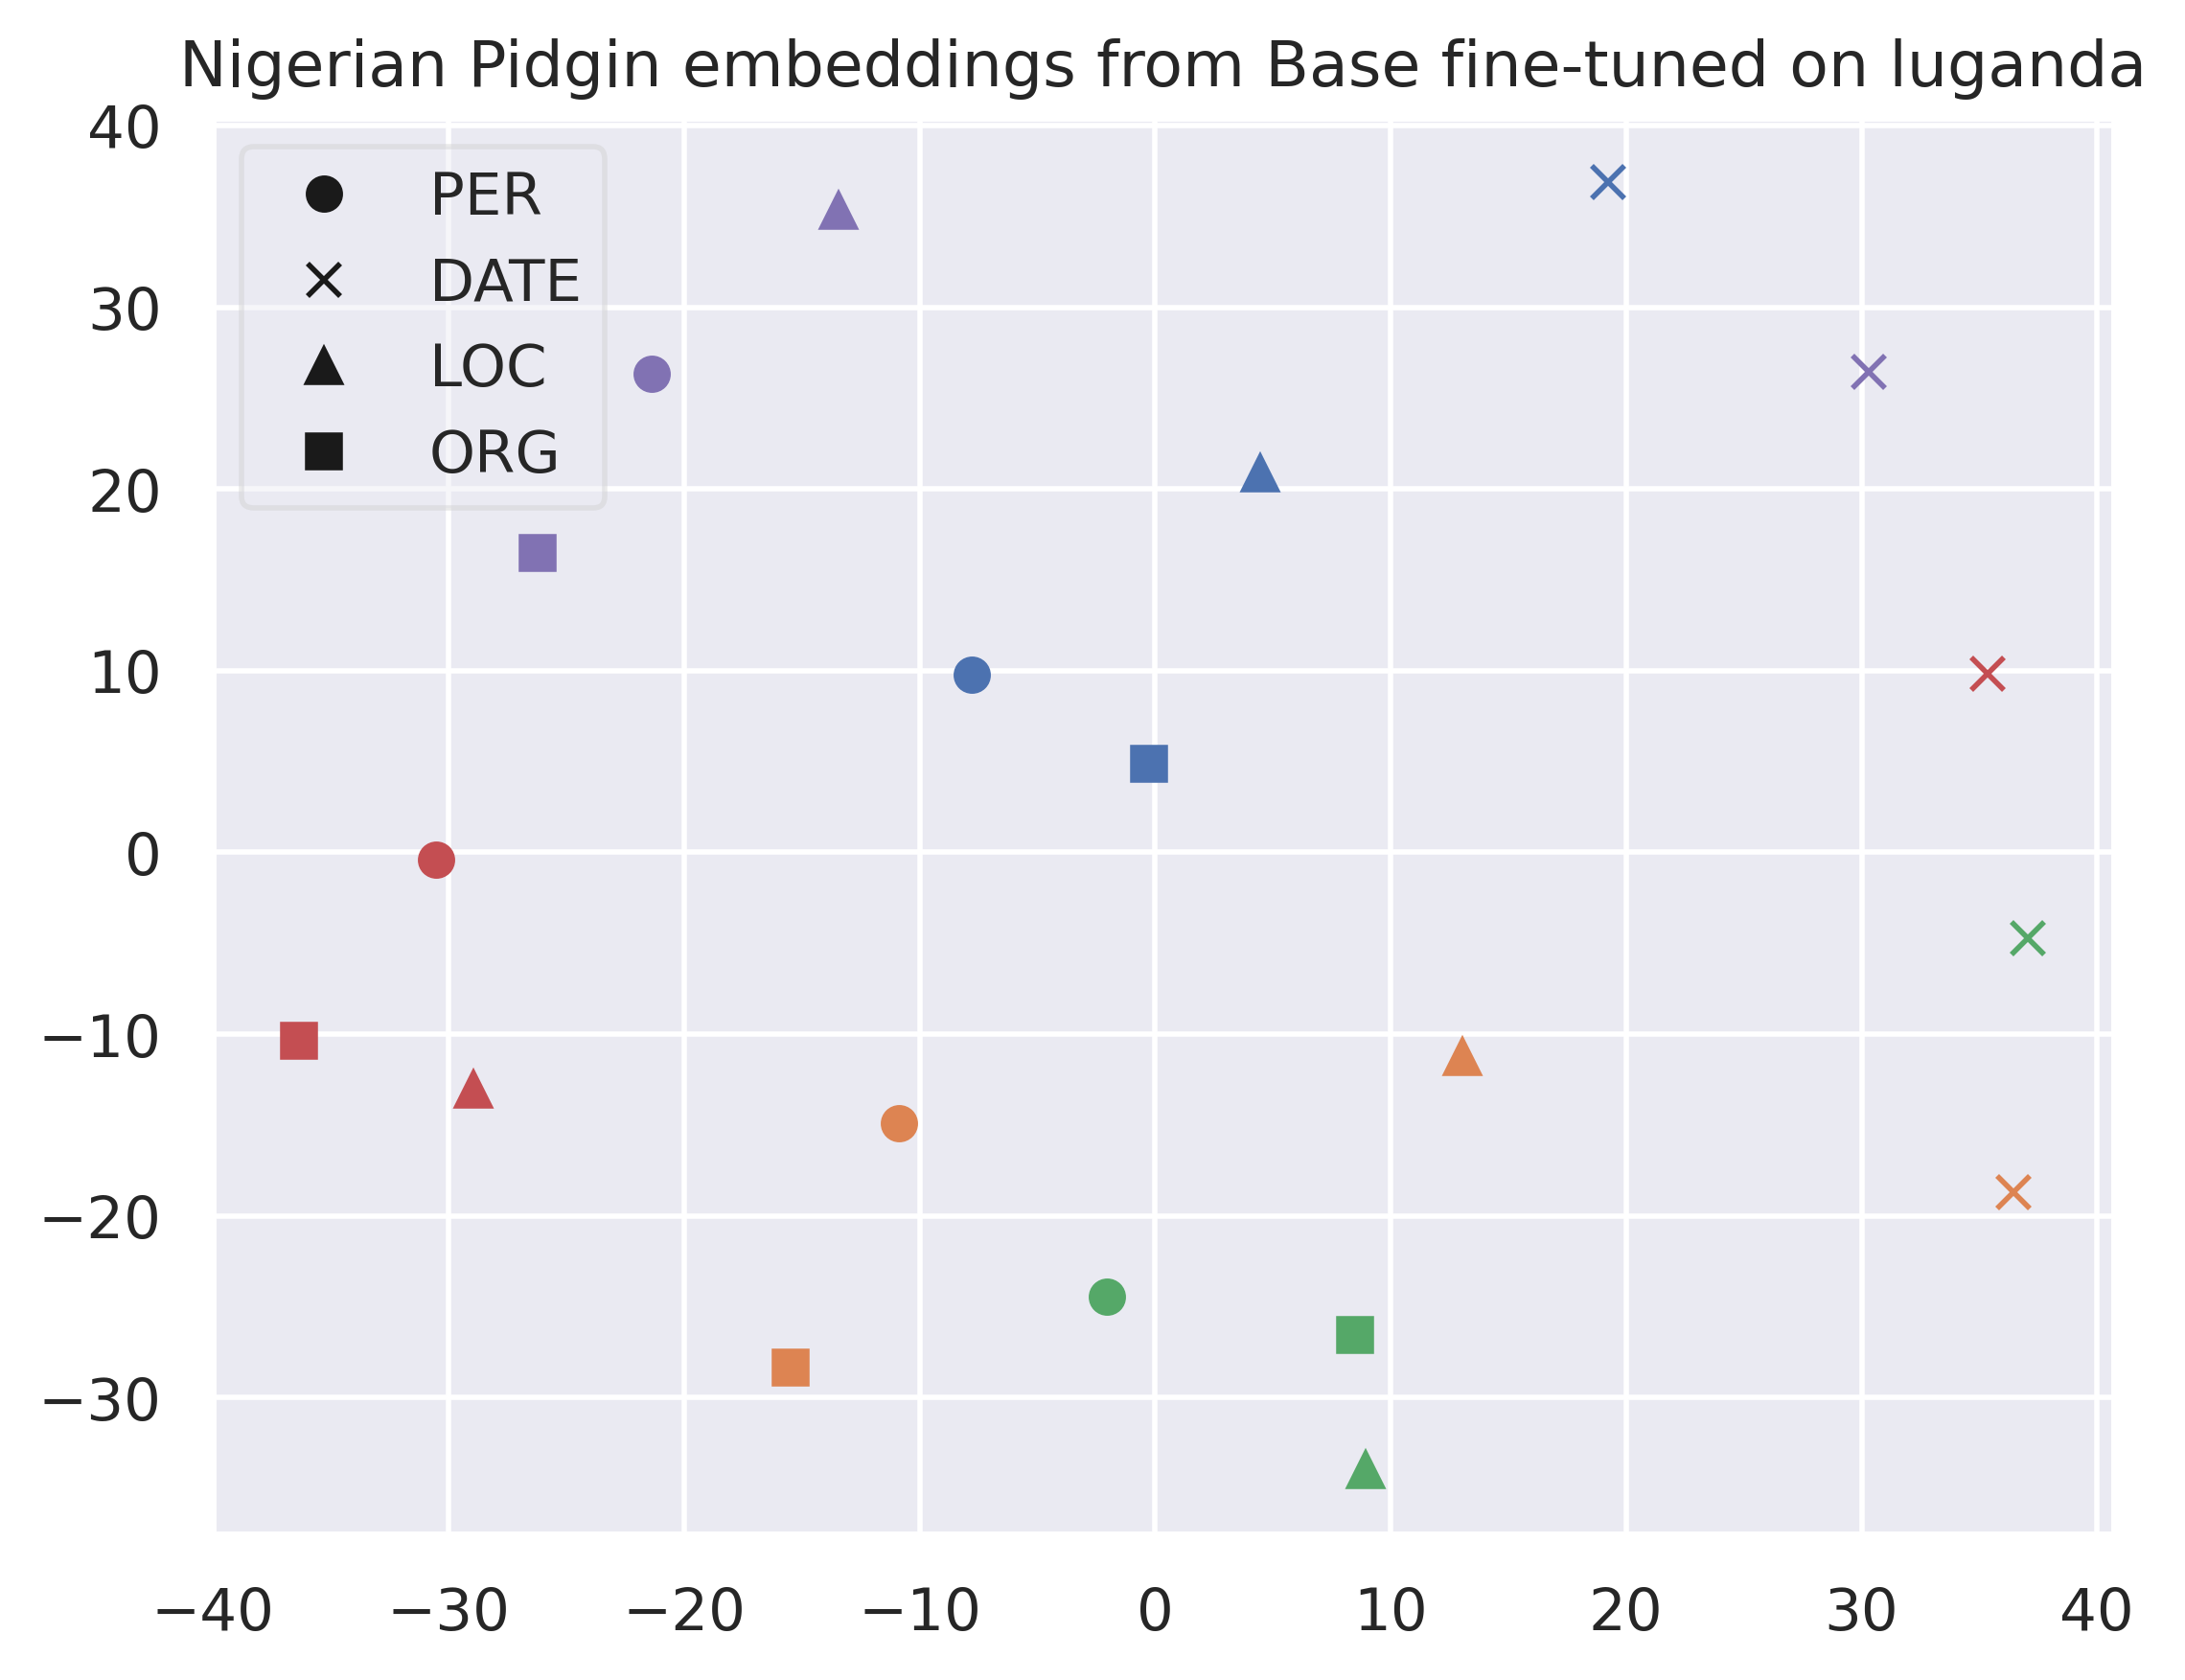 Nigerian Pidgin embeddings from Base fine-tuned on luganda
40
30
20
10
0
−10
−20
−30
PER
DATE
LOC
ORG
−40 −30 −20 −10 0 10 20 30 40